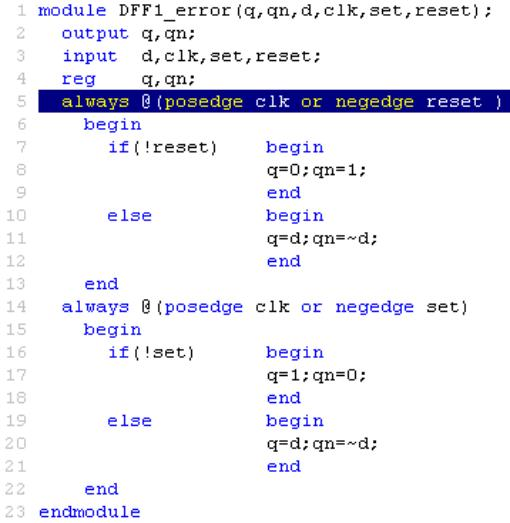 1 module DFF1_error(q,qn,d,clk,set,reset);
2 output q,qn;
3 input d,clk,set,reset;
4 reg q,qn;
5 always @(posedge clk or negedge reset )
6 begin
7 if(!reset) begin
8 q=0;qn=1;
9 end
10 else begin
11 q=d;qn=~d;
12 end
13 end
14 always @(posedge clk or negedge set)
15 begin
16 if(!set) begin
17 q=1;qn=0;
18 end
19 else begin
20 q=d;qn=~d;
21 end
22 end
23 endmodule